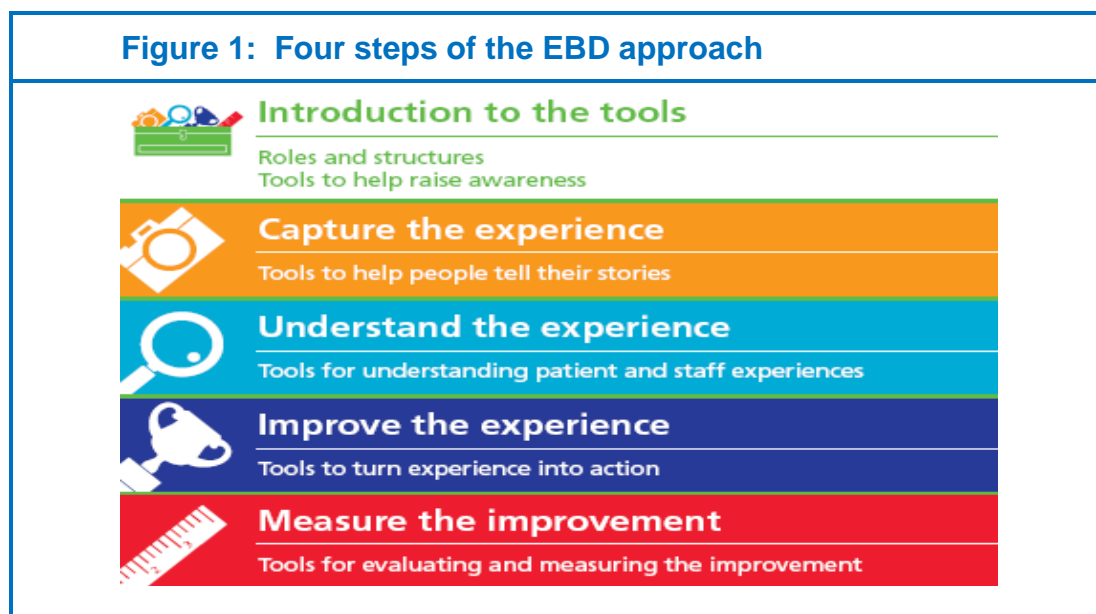 Figure 1: Four steps of the EBD approach
Introduction to the tools
Roles and structures
Tools to help raise awareness
Capture the experience
Tools to help people tell their stories
Understand the experience
Tools for understanding patient and staff experiences
Improve the experience
Tools to turn experience into action
Measure the improvement
Tools for evaluating and measuring the improvement
2
3